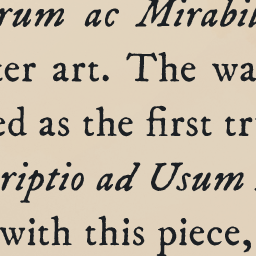 rum ac Mirabil
ter art. The wa
ed as the first tr
riptio ad Usum
with this piece,